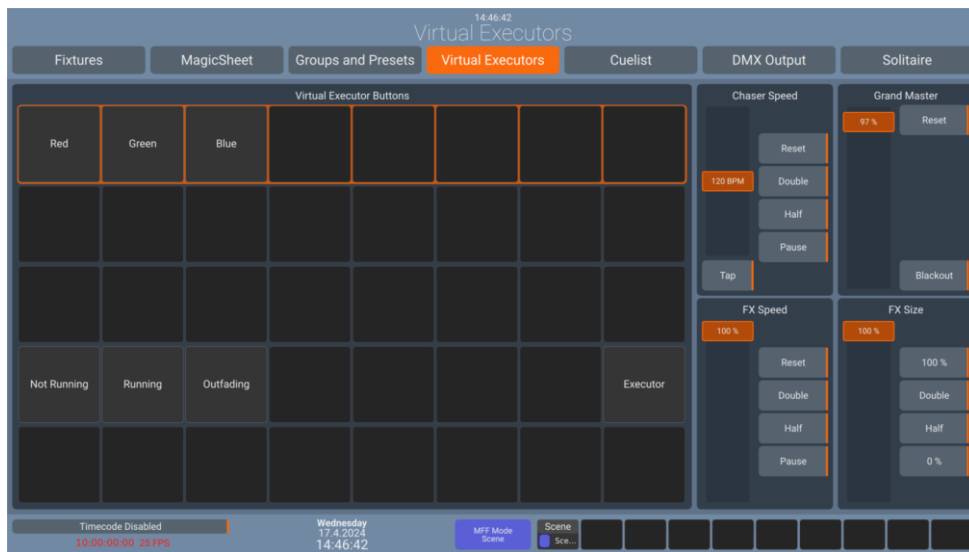 14:46:42
Virtual Executors
Fixtures MagicSheet Groups and Presets Virtual Executors Cuelist DMX Output Solitaire
Virtual Executor Buttons
Red Green Blue
Not Running Running Outfading Executor
Chaser Speed
120 BPM
Reset
Double
Half
Pause
Tap
Grand Master
97 %
Reset
Blackout
FX Speed
100 %
Reset
Double
Half
Pause
FX Size
100 %
100 %
Double
Half
0 %
Timecode Disabled
10:00:00:00 25 FPS
Wednesday
17.4.2024
14:46:42
MFF Mode
Scene
Scene
Sce...